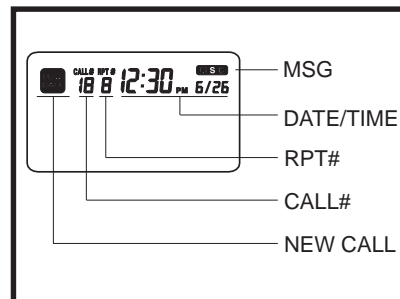 CALL# RPT#
18 8 12:30 PM 6/26
MSG
DATE/TIME
RPT#
CALL#
NEW CALL